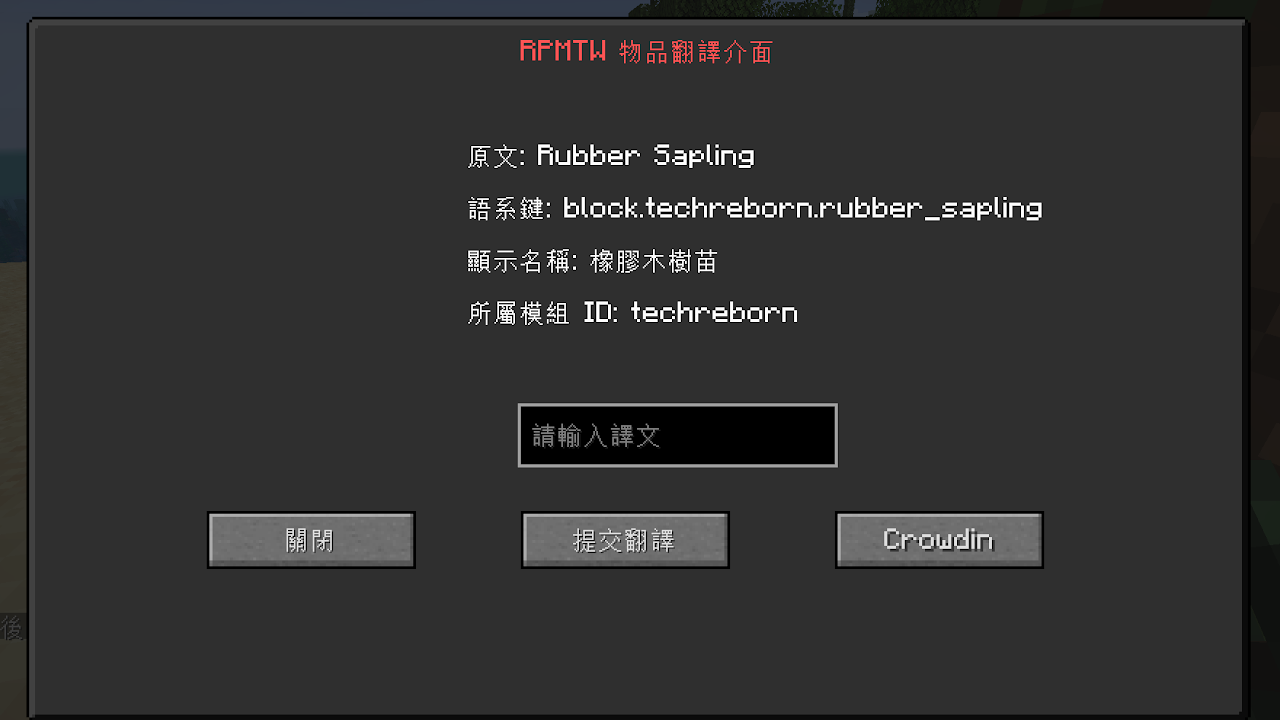 RPMTW 物品翻譯介面
原文: Rubber Sapling
語系鍵: block.techreborn.rubber_sapling
顯示名稱: 橡膠木樹苗
所屬模組 ID: techreborn
請輸入譯文
關閉
提交翻譯
Crowdin
後